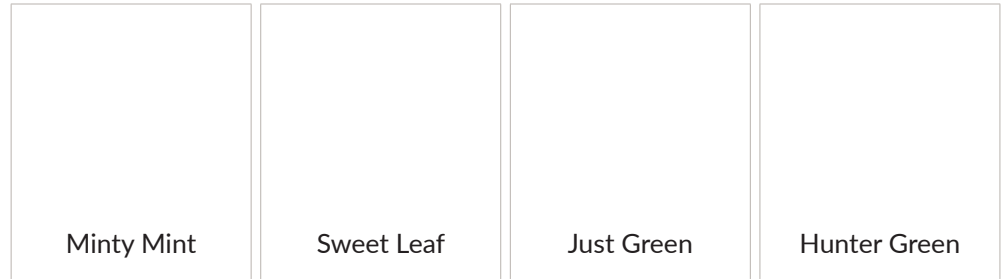 Minty Mint
Sweet Leaf
Just Green
Hunter Green